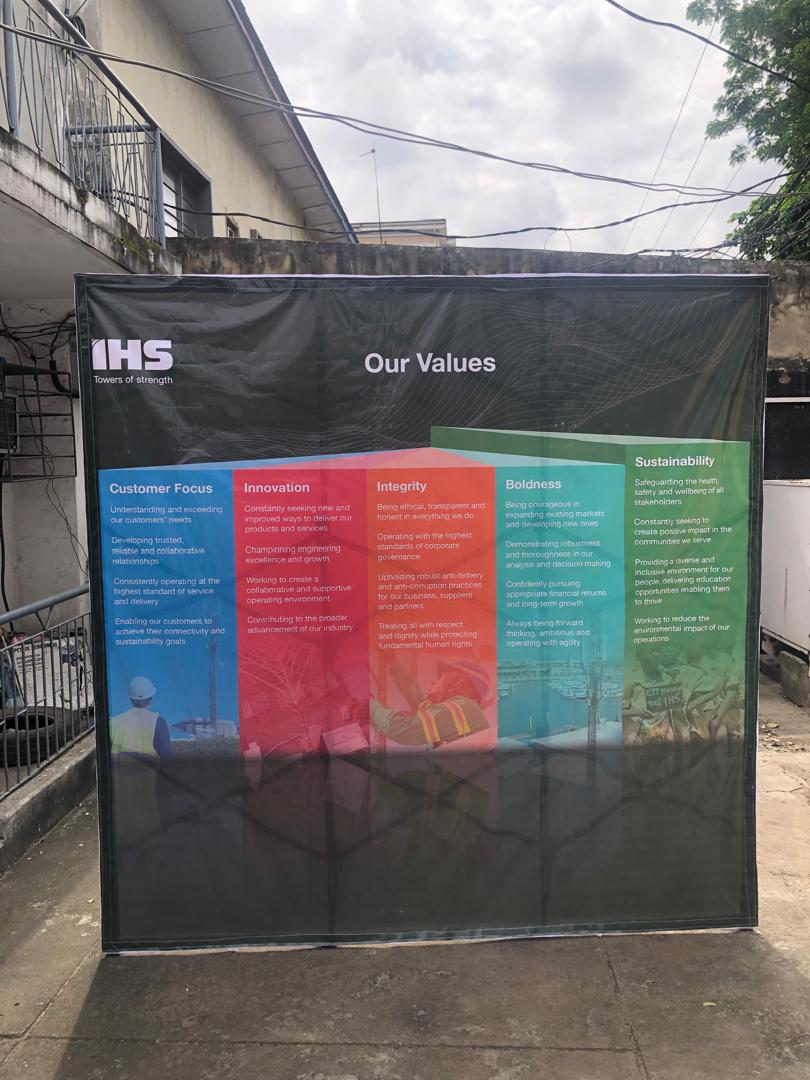 IHS
Towers of strength
Our Values
Customer Focus
Understanding and exceeding
our customers' needs
Developing trusted,
reliable and collaborative
relationships
Consistently operating at the
highest standard of service
and delivery
Enabling our customers to
achieve their connectivity and
sustainability goals
Innovation
Constantly seeking new and
improved ways to deliver our
products and services
Championing engineering
excellence and growth
Working to create a
collaborative and supportive
operating environment
Contributing to the broader
advancement of our industry
Integrity
Being ethical, transparent and
honest in everything we do
Operating with the highest
standards of corporate
governance
Upholding robust anti-bribery
and anti-corruption practices
for our business, suppliers
and partners
Treating all with respect
and dignity while protecting
fundamental human rights
Boldness
Being courageous in
expanding existing markets
and developing new ones
Demonstrating robustness
and thoroughness in our
analysis and decision making
Confidently pursuing
appropriate financial returns
and long-term growth
Always being forward
thinking, ambitious and
operating with agility
Sustainability
Safeguarding the health,
safety and wellbeing of all
stakeholders
Constantly seeking to
create positive impact in the
communities we serve
Providing a diverse and
inclusive environment for our
people, delivering education
opportunities enabling them
to thrive
Working to reduce the
environmental impact of our
operations